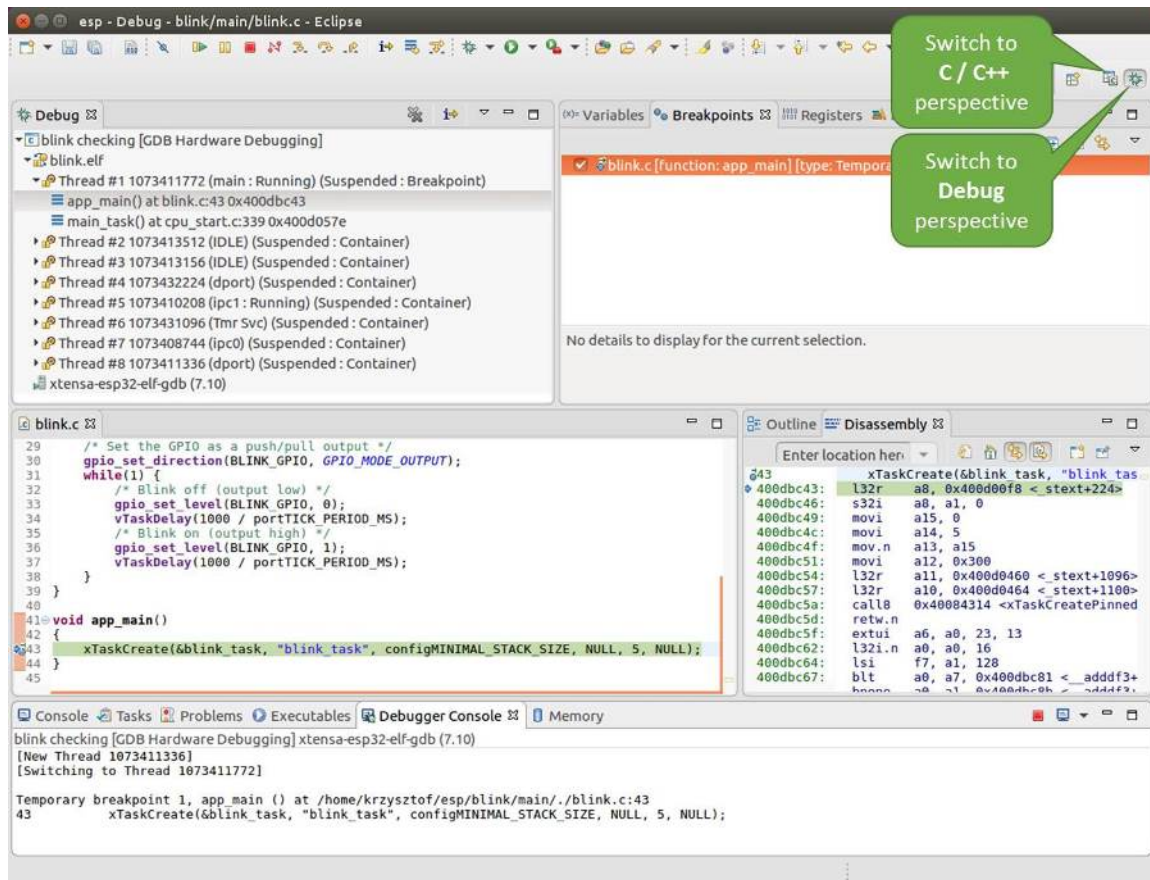 esp - Debug - blink/main/blink.c - Eclipse
Switch to
C / C++
perspective
Switch to
Debug
perspective
Debug
blink checking [GDB Hardware Debugging]
blink.elf
Thread #1 1073411772 (main : Running) (Suspended : Breakpoint)
app_main() at blink.c:43 0x400dbc43
main_task() at cpu_start.c:339 0x400d057e
Thread #2 1073413512 (IDLE) (Suspended : Container)
Thread #3 1073413156 (IDLE) (Suspended : Container)
Thread #4 1073432224 (dport) (Suspended : Container)
Thread #5 1073410208 (ipc1 : Running) (Suspended : Container)
Thread #6 1073431096 (Tmr Svc) (Suspended : Container)
Thread #7 1073408744 (ipc0) (Suspended : Container)
Thread #8 1073411336 (dport) (Suspended : Container)
xtensa-esp32-elf-gdb (7.10)
(x)= Variables Breakpoints Registers
blink.c [function: app_main] [type: Tempora
No details to display for the current selection.
blink.c
29 /* Set the GPIO as a push/pull output */
30 gpio_set_direction(BLINK_GPIO, GPIO_MODE_OUTPUT);
31 while(1) {
32 /* Blink off (output low) */
33 gpio_set_level(BLINK_GPIO, 0);
34 vTaskDelay(1000 / portTICK_PERIOD_MS);
35 /* Blink on (output high) */
36 gpio_set_level(BLINK_GPIO, 1);
37 vTaskDelay(1000 / portTICK_PERIOD_MS);
38 }
39 }
40
41 void app_main()
42 {
43 xTaskCreate(&blink_task, "blink_task", configMINIMAL_STACK_SIZE, NULL, 5, NULL);
44 }
45
Outline Disassembly
Enter location her
43 xTaskCreate(&blink_task, "blink_tas
400dbc43: l32r a8, 0x400d00f8 <_stext+224>
400dbc46: s32i a8, a1, 0
400dbc49: movi a15, 0
400dbc4c: movi a14, 5
400dbc4f: mov.n a13, a15
400dbc51: movi a12, 0x300
400dbc54: l32r a11, 0x400d0460 <_stext+1096>
400dbc57: l32r a10, 0x400d0464 <_stext+1100>
400dbc5a: call8 0x40084314 <xTaskCreatePinned
400dbc5d: retw.n
400dbc5f: extui a6, a0, 23, 13
400dbc62: l32i.n a0, a0, 16
400dbc64: lsi f7, a1, 128
400dbc67: blt a0, a7, 0x400dbc81 <__adddf3+
Console Tasks Problems Executables Debugger Console Memory
blink checking [GDB Hardware Debugging] xtensa-esp32-elf-gdb (7.10)
[New Thread 1073411336]
[Switching to Thread 1073411772]
Temporary breakpoint 1, app_main () at /home/krzysztof/esp/blink/main/./blink.c:43
43 xTaskCreate(&blink_task, "blink_task", configMINIMAL_STACK_SIZE, NULL, 5, NULL);